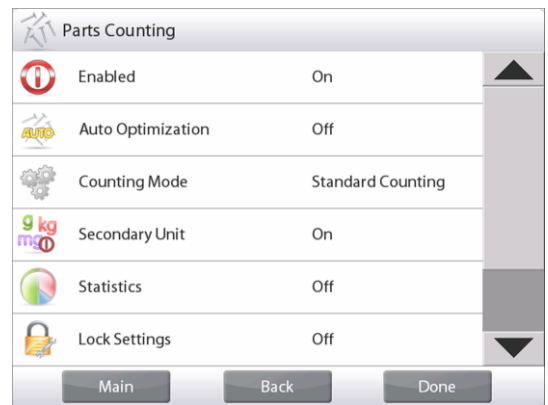 Parts Counting
Enabled On
AUTO Auto Optimization Off
Counting Mode Standard Counting
g kg
mg Secondary Unit On
Statistics Off
Lock Settings Off
Main Back Done